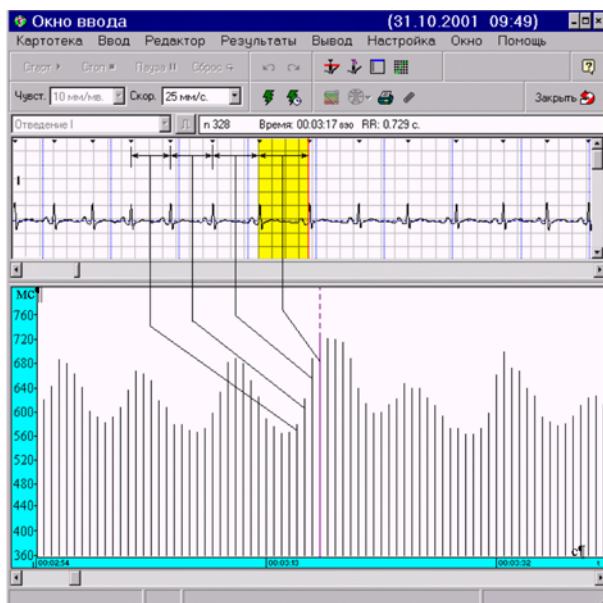 Окно ввода (31.10.2001 09:49)
Картотека Ввод Редактор Результаты Вывод Настройка Окно Помощь
Старт Стоп Пауза Сброс
Чувст. 10 мм/мв. Скор. 25 мм/с. Закрыть
Отведение I n 328 Время: 00:03:17 RR: 0.729 с.
I
МС¶
760
720
680
640
600
560
520
480
440
400
360
с¶
00:02:54 00:03:13 00:03:32